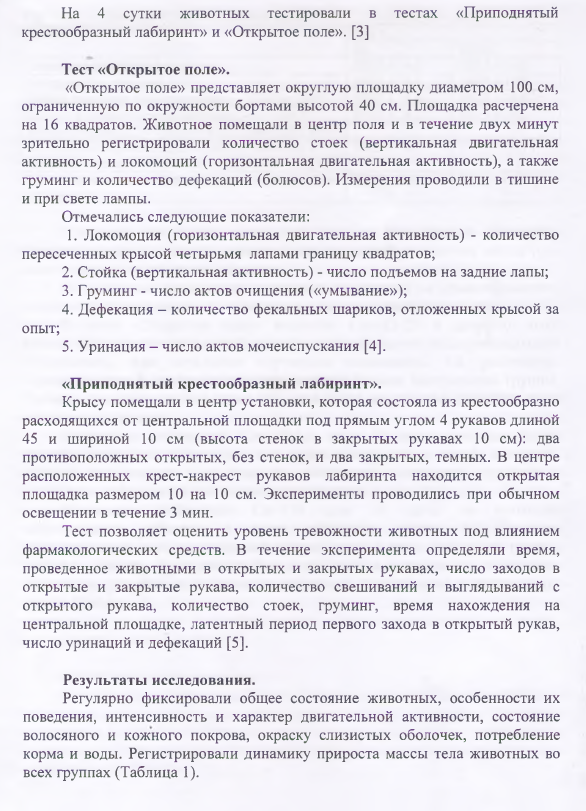 На 4 сутки животных тестировали в тестах «Приподнятый
крестообразный лабиринт» и «Открытое поле». [3]
Тест «Открытое поле».
«Открытое поле» представляет округлую площадку диаметром 100 см,
ограниченную по окружности бортами высотой 40 см. Площадка расчерчена
на 16 квадратов. Животное помещали в центр поля и в течение двух минут
зрительно регистрировали количество стоек (вертикальная двигательная
активность) и локомоций (горизонтальная двигательная активность), а также
груминг и количество дефекаций (болюсов). Измерения проводили в тишине
и при свете лампы.
Отмечались следующие показатели:
1. Локомоция (горизонтальная двигательная активность) - количество
пересеченных крысой четырьмя лапами границу квадратов;
2. Стойка (вертикальная активность) - число подъемов на задние лапы;
3. Груминг - число актов очищения («умывание»);
4. Дефекация – количество фекальных шариков, отложенных крысой за
опыт;
5. Уринация – число актов мочеиспускания [4].
«Приподнятый крестообразный лабиринт».
Крысу помещали в центр установки, которая состояла из крестообразно
расходящихся от центральной площадки под прямым углом 4 рукавов длиной
45 и шириной 10 см (высота стенок в закрытых рукавах 10 см): два
противоположных открытых, без стенок, и два закрытых, темных. В центре
расположенных крест-накрест рукавов лабиринта находится открытая
площадка размером 10 на 10 см. Эксперименты проводились при обычном
освещении в течение 3 мин.
Тест позволяет оценить уровень тревожности животных под влиянием
фармакологических средств. В течение эксперимента определяли время,
проведенное животными в открытых и закрытых рукавах, число заходов в
открытые и закрытые рукава, количество свешиваний и выглядываний с
открытого рукава, количество стоек, груминг, время нахождения на
центральной площадке, латентный период первого захода в открытый рукав,
число уринаций и дефекаций [5].
Результаты исследования.
Регулярно фиксировали общее состояние животных, особенности их
поведения, интенсивность и характер двигательной активности, состояние
волосяного и кожного покрова, окраску слизистых оболочек, потребление
корма и воды. Регистрировали динамику прироста массы тела животных во
всех группах (Таблица 1).